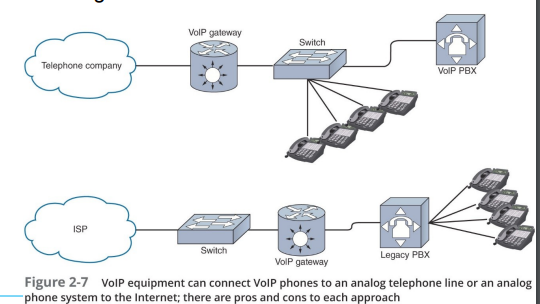 VoIP gateway
Switch
Telephone company
VoIP PBX
ISP
Switch
VoIP gateway
Legacy PBX
Figure 2-7 VoIP equipment can connect VoIP phones to an analog telephone line or an analog
phone system to the Internet; there are pros and cons to each approach